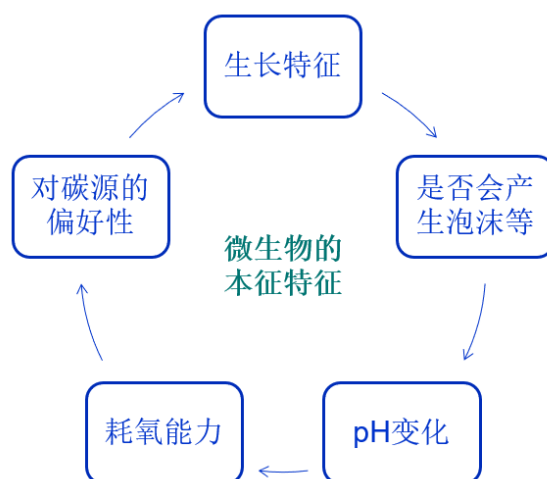 生长特征
是否会产
生泡沫等
pH变化
耗氧能力
对碳源的
偏好性
微生物的
本征特征